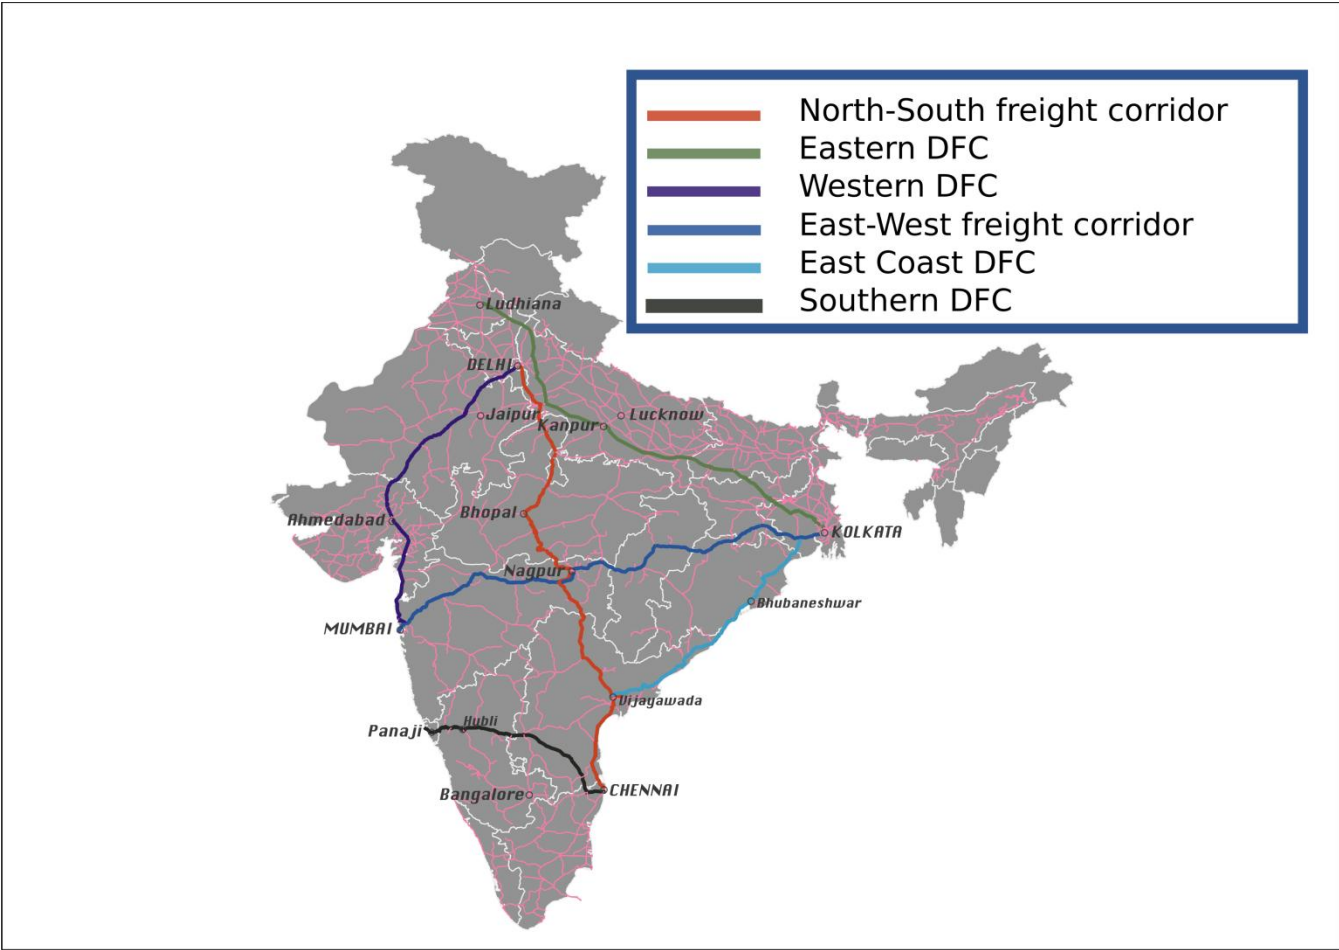 North-South freight corridor
Eastern DFC
Western DFC
East-West freight corridor
East Coast DFC
Southern DFC
Ludhiana
DELHI
Jaipur
Lucknow
Kanpur
Ahmedabad
Bhopal
KOLKATA
Nagpur
Bhubaneshwar
MUMBAI
Vijayawada
Panaji
Hubli
Bangalore
CHENNAI